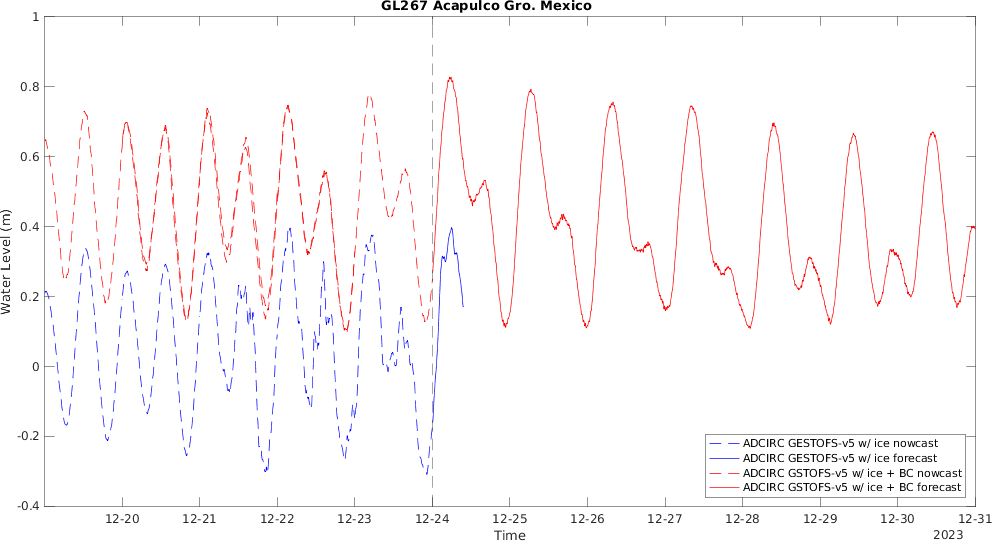 GL267 Acapulco Gro. Mexico
1
0.8
0.6
0.4
0.2
0
-0.2
-0.4
Water Level (m)
ADCIRC GESTOFS-v5 w/ ice nowcast
ADCIRC GESTOFS-v5 w/ ice forecast
ADCIRC GSTOFS-v5 w/ ice + BC nowcast
ADCIRC GSTOFS-v5 w/ ice + BC forecast
12-20 12-21 12-22 12-23 12-24 12-25 12-26 12-27 12-28 12-29 12-30 12-31
Time
2023